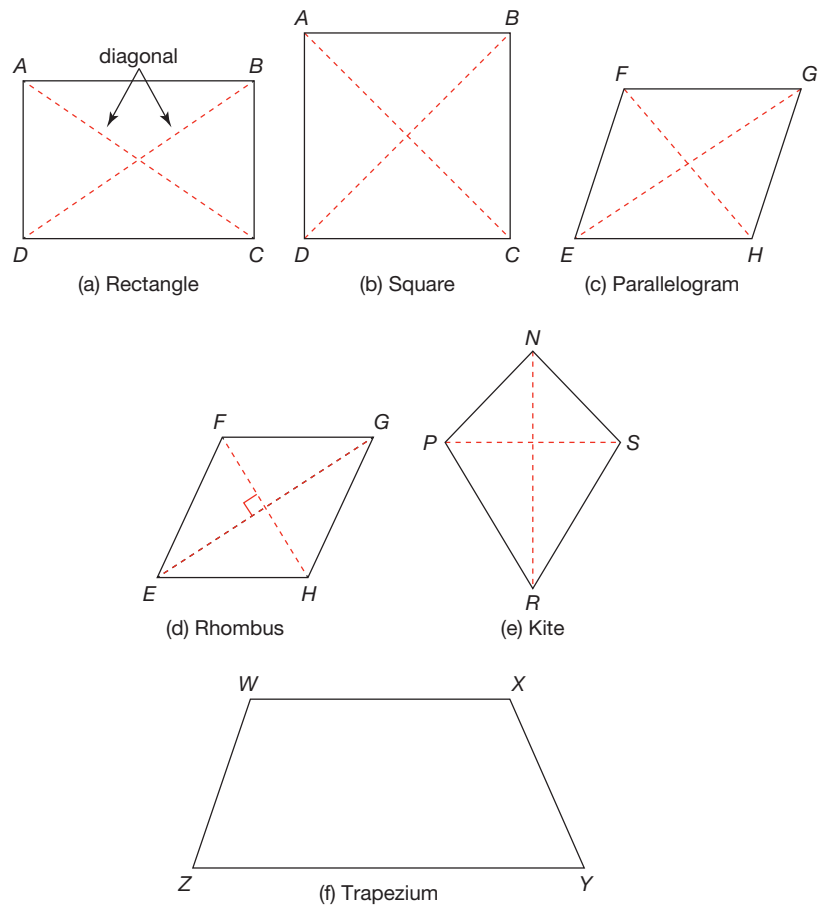 A B
diagonal
A B
F G
D C
D C
E H
(a) Rectangle
(b) Square
(c) Parallelogram
N
F G
P S
E H
R
(d) Rhombus
(e) Kite
W X
Z Y
(f) Trapezium